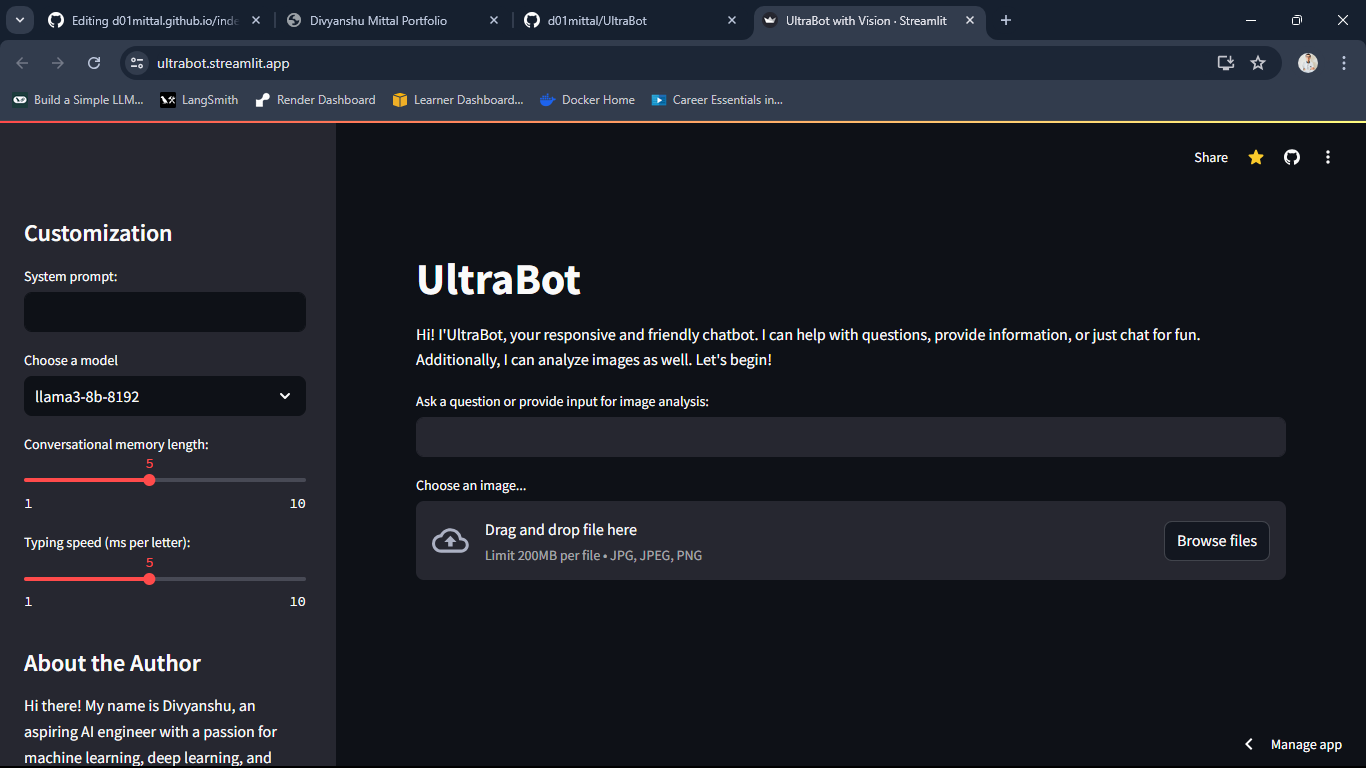 Editing d01mittal.github.io/inde
Divyanshu Mittal Portfolio
d01mittal/UltraBot
UltraBot with Vision · Streamlit
ultrabot.streamlit.app
Build a Simple LLM...
LangSmith
Render Dashboard
Learner Dashboard...
Docker Home
Career Essentials in...
Share
Customization
System prompt:
Choose a model
llama3-8b-8192
Conversational memory length:
5
1 10
Typing speed (ms per letter):
5
1 10
About the Author
Hi there! My name is Divyanshu, an
aspiring AI engineer with a passion for
machine learning, deep learning, and
UltraBot
Hi! I'UltraBot, your responsive and friendly chatbot. I can help with questions, provide information, or just chat for fun.
Additionally, I can analyze images as well. Let's begin!
Ask a question or provide input for image analysis:
Choose an image...
Drag and drop file here
Limit 200MB per file • JPG, JPEG, PNG
Browse files
Manage app